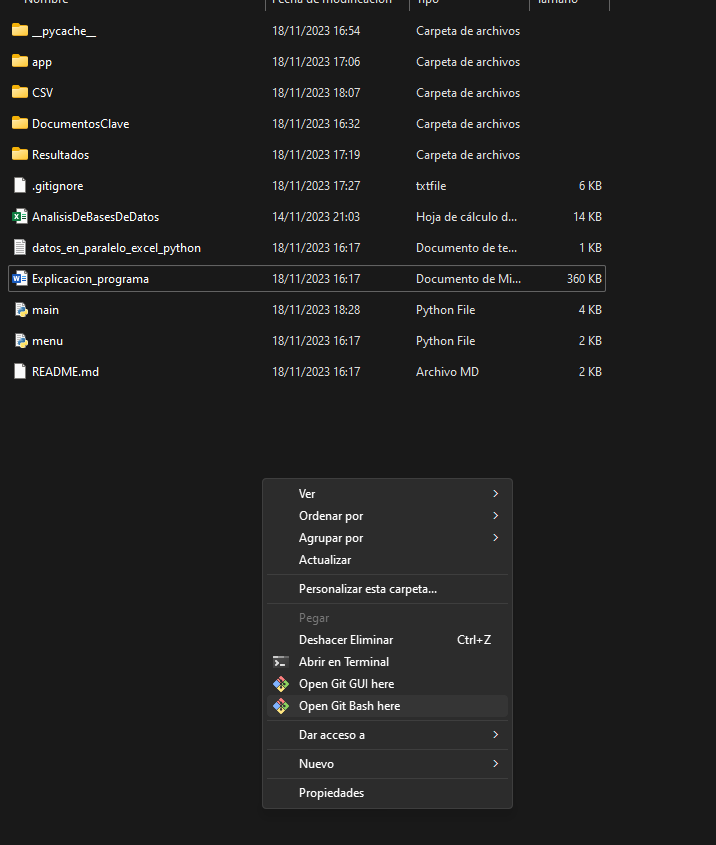 Nombre Fecha de modificación Tipo Tamaño
__pycache__ 18/11/2023 16:54 Carpeta de archivos
app 18/11/2023 17:06 Carpeta de archivos
CSV 18/11/2023 18:07 Carpeta de archivos
DocumentosClave 18/11/2023 16:32 Carpeta de archivos
Resultados 18/11/2023 17:19 Carpeta de archivos
.gitignore 18/11/2023 17:27 txtfile 6 KB
AnalisisDeBasesDeDatos 14/11/2023 21:03 Hoja de cálculo d... 14 KB
datos_en_paralelo_excel_python 18/11/2023 16:17 Documento de te... 1 KB
Explicacion_programa 18/11/2023 16:17 Documento de Mi... 360 KB
main 18/11/2023 18:28 Python File 4 KB
menu 18/11/2023 16:17 Python File 2 KB
README.md 18/11/2023 16:17 Archivo MD 2 KB
Ver
Ordenar por
Agrupar por
Actualizar
Personalizar esta carpeta...
Pegar
Deshacer Eliminar Ctrl+Z
Abrir en Terminal
Open Git GUI here
Open Git Bash here
Dar acceso a
Nuevo
Propiedades